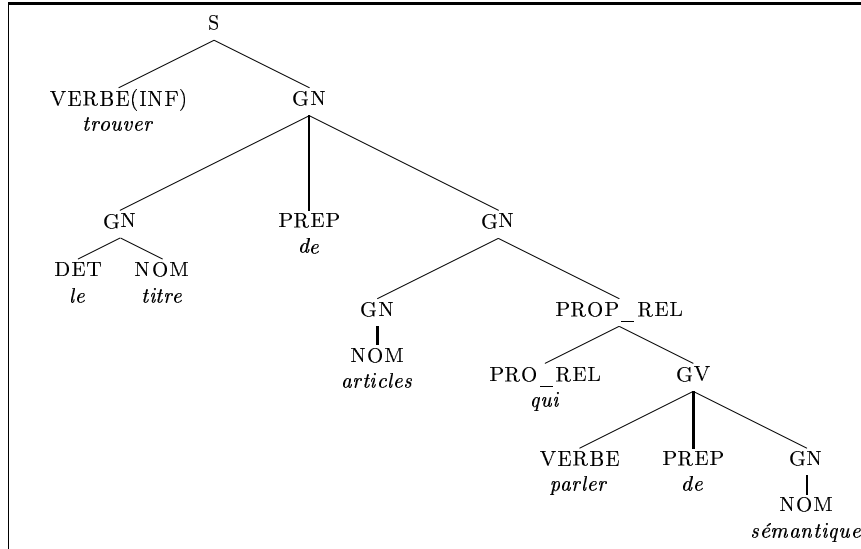 S
VERBE(INF) GN
trouver
GN PREP GN
de
DET NOM
le titre
GN PROP_REL
NOM
articles
PRO_REL GV
qui
VERBE PREP GN
parler de
NOM
sémantique